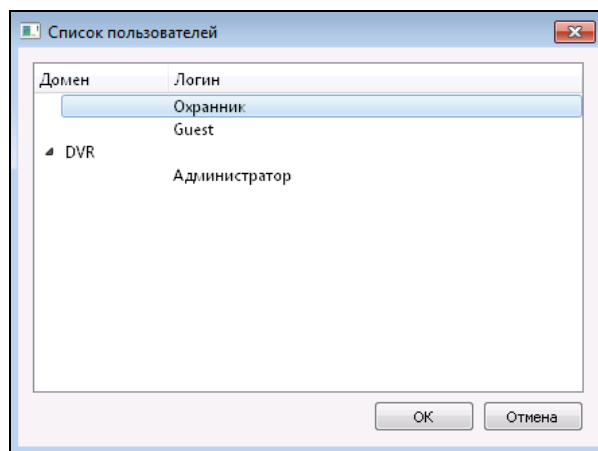 Список пользователей
Домен Логин
Охранник
Guest
DVR
Администратор
OK Отмена